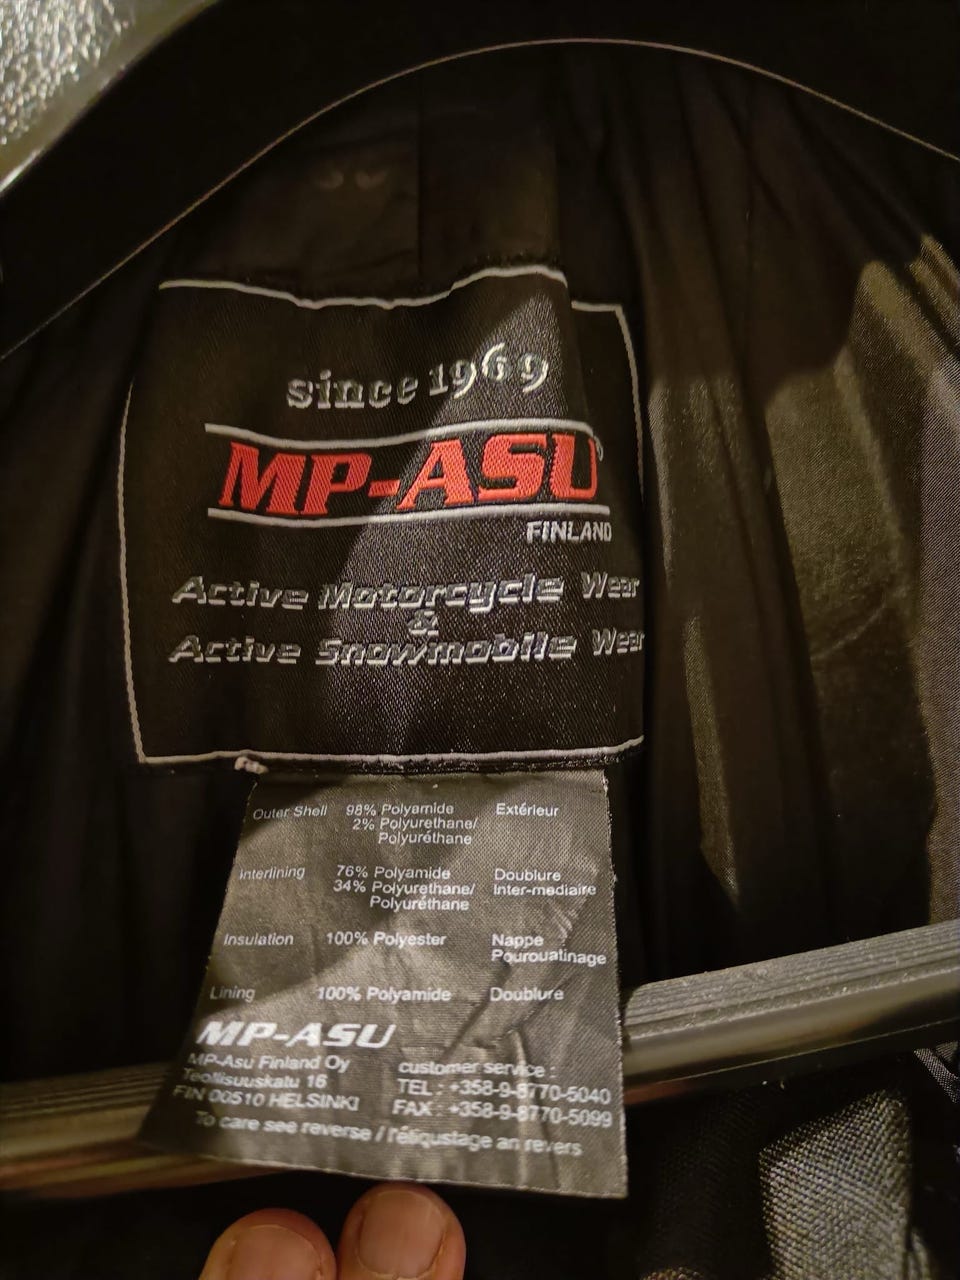 since 1969
MP-ASU
FINLAND
Active Motorcycle Wear
&
Active Snowmobile Wear
Outer Shell 98% Polyamide Extérieur
2% Polyurethane/
Polyuréthane
Interlining 76% Polyamide Doublure
34% Polyurethane/ Inter-mediaire
Polyuréthane
Insulation 100% Polyester Nappe
Pourouatinage
Lining 100% Polyamide Doublure
MP-ASU
MP-Asu Finland Oy customer service :
Teollisuuskatu 16 TEL : +358-9-8770-5040
FIN 00510 HELSINKI FAX : +358-9-8770-5099
To care see reverse / l'éliqustage an revers